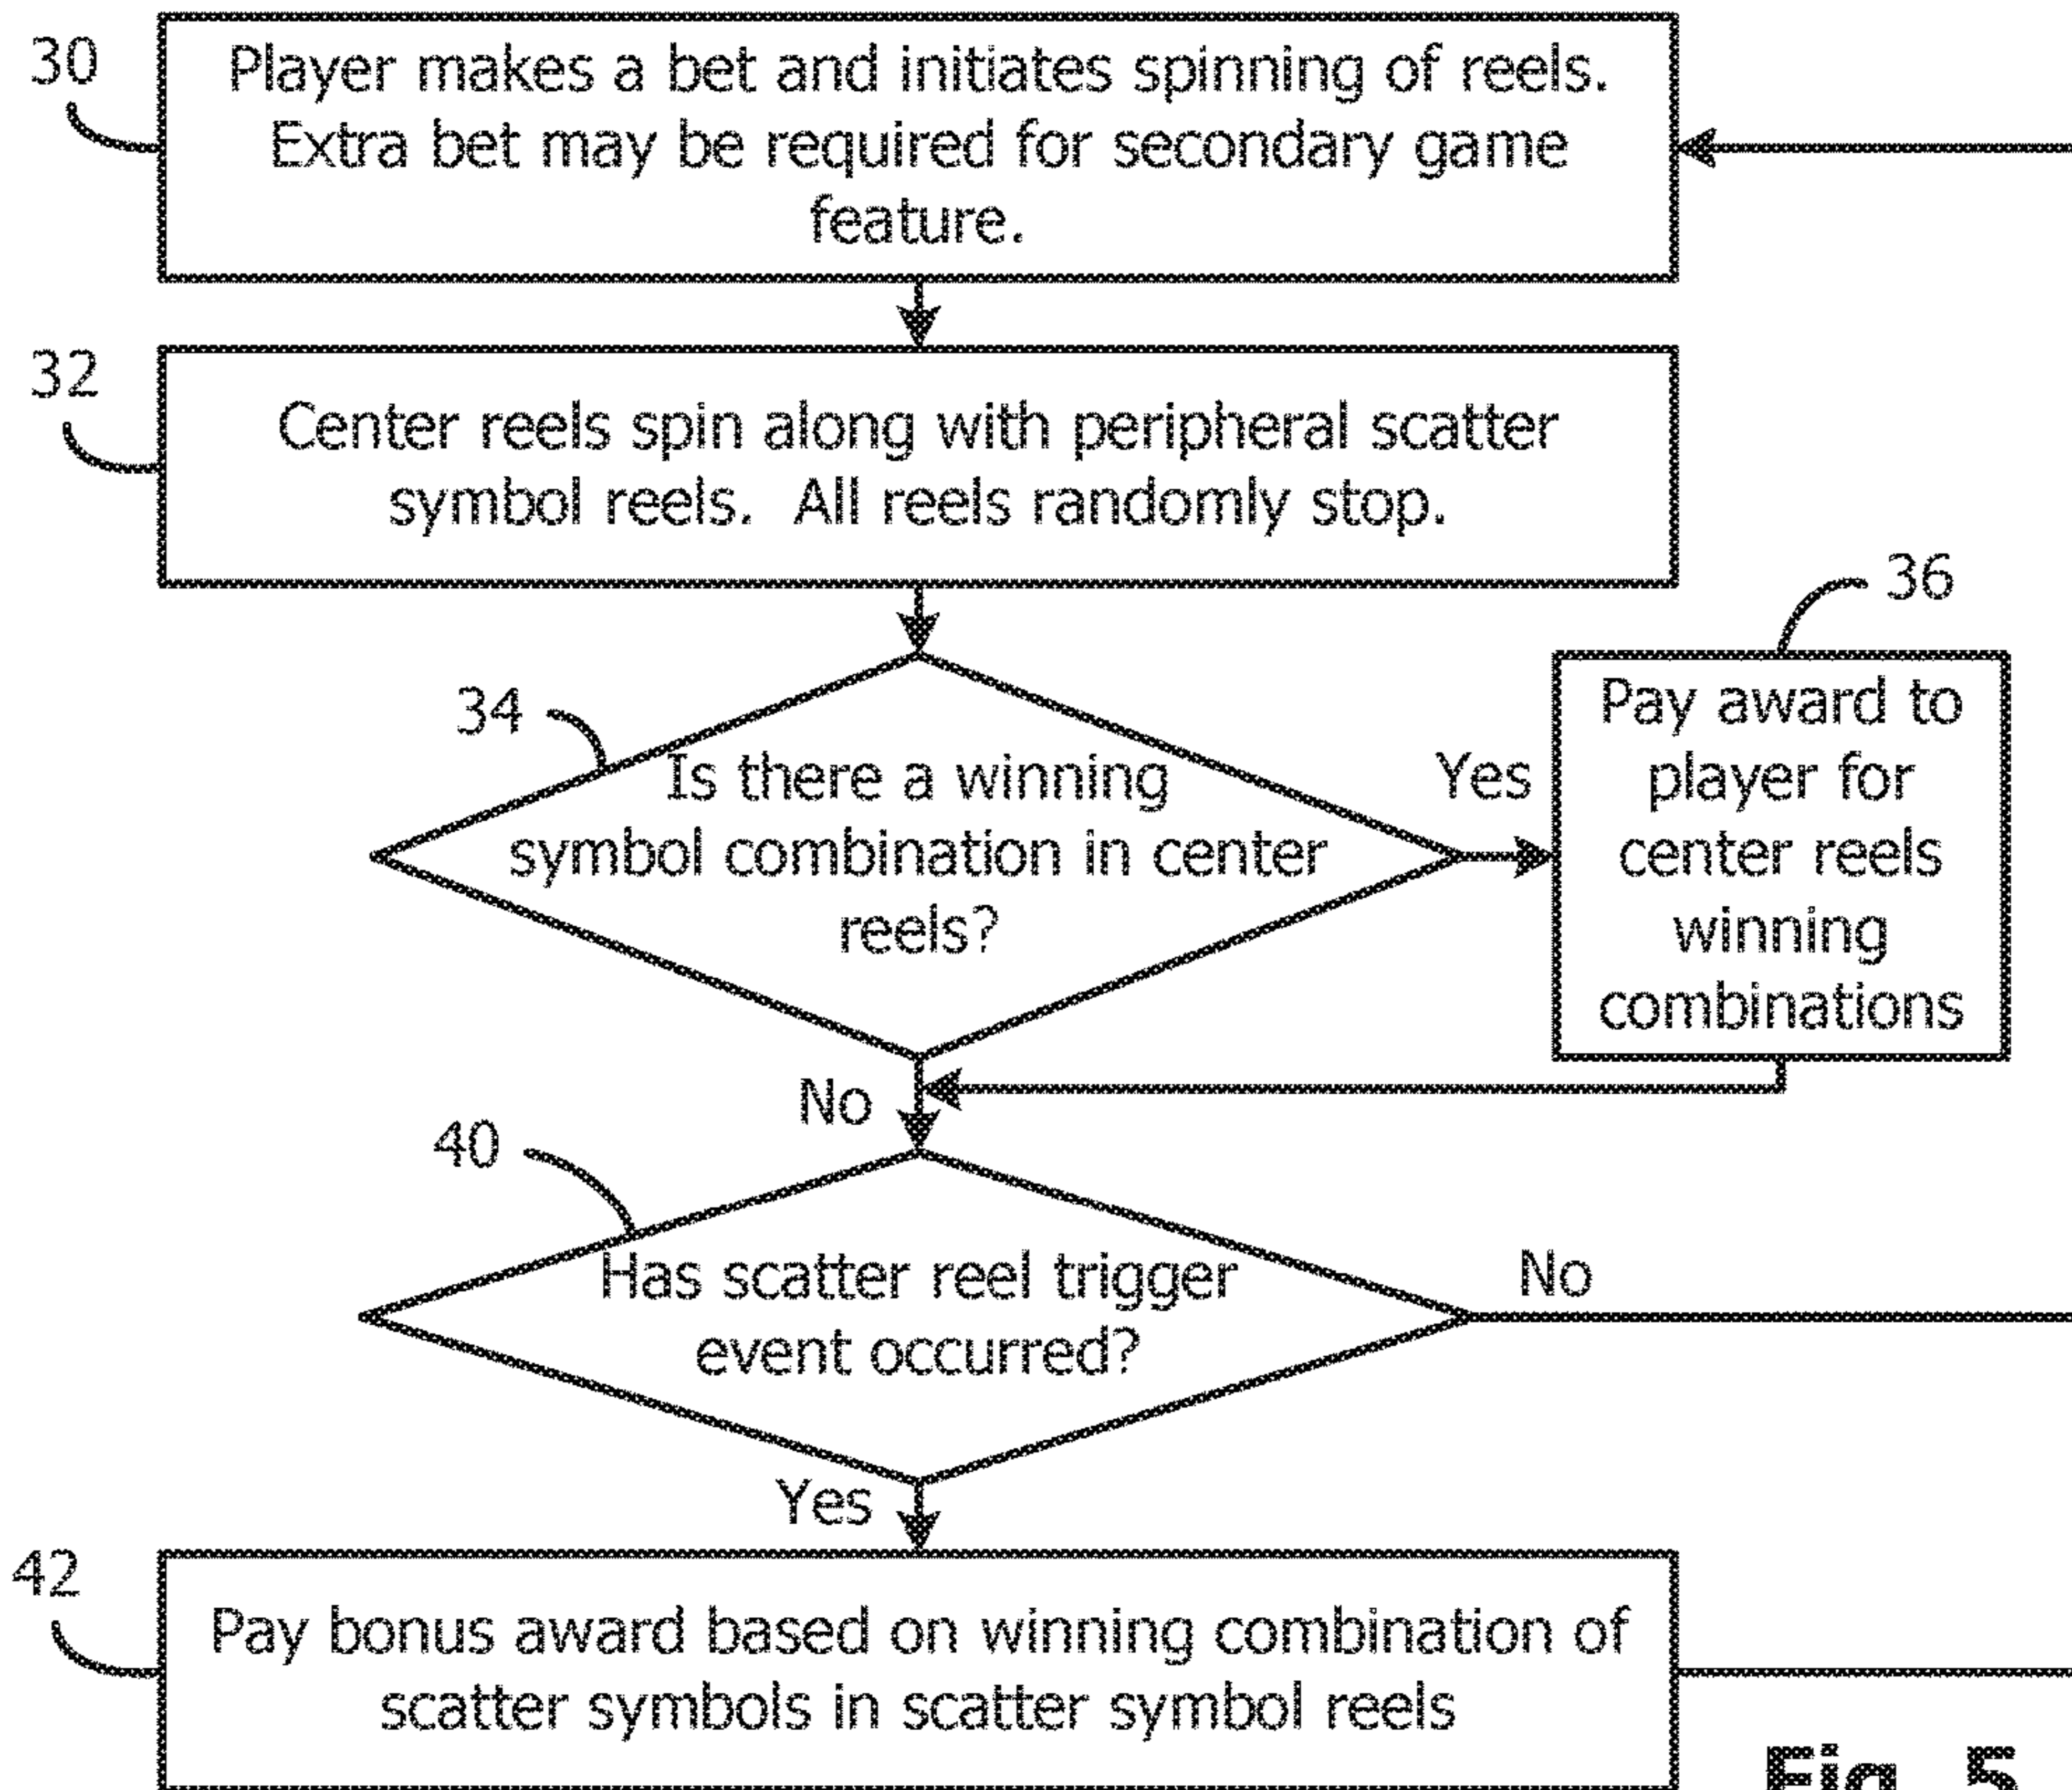 30
Player makes a bet and initiates spinning of reels.
Extra bet may be required for secondary game
feature.
32
Center reels spin along with peripheral scatter
symbol reels.  All reels randomly stop.
36
34
Is there a winning
symbol combination in center
reels?
Yes
Pay award to
player for
center reels
winning
combinations
No
40
Has scatter reel trigger
event occurred?
No
Yes
42
Pay bonus award based on winning combination of
scatter symbols in scatter symbol reels
Fig. 5